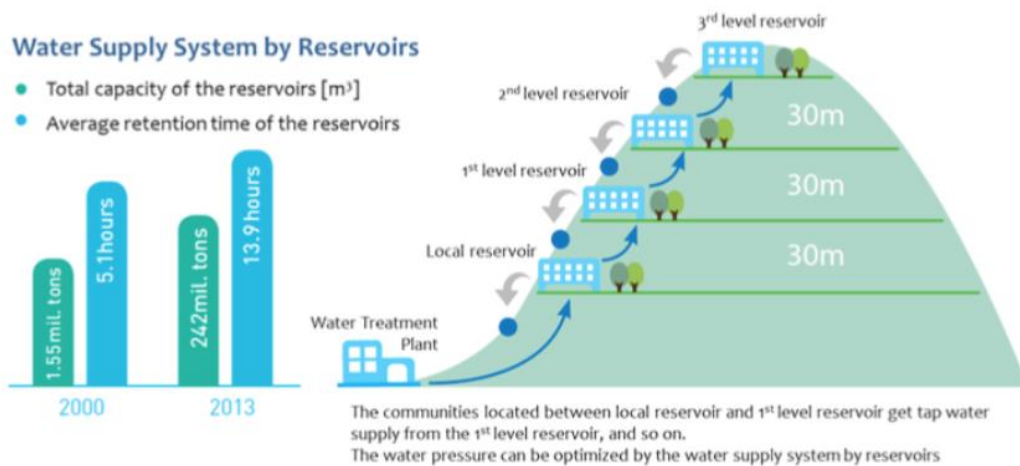 Water Supply System by Reservoirs
Total capacity of the reservoirs [m³]
Average retention time of the reservoirs
1.55mil. tons
5.1hours
242mil. tons
13.9hours
2000
2013
3rd level reservoir
2nd level reservoir
1st level reservoir
Local reservoir
Water Treatment
Plant
30m
30m
30m
The communities located between local reservoir and 1st level reservoir get tap water
supply from the 1st level reservoir, and so on.
The water pressure can be optimized by the water supply system by reservoirs